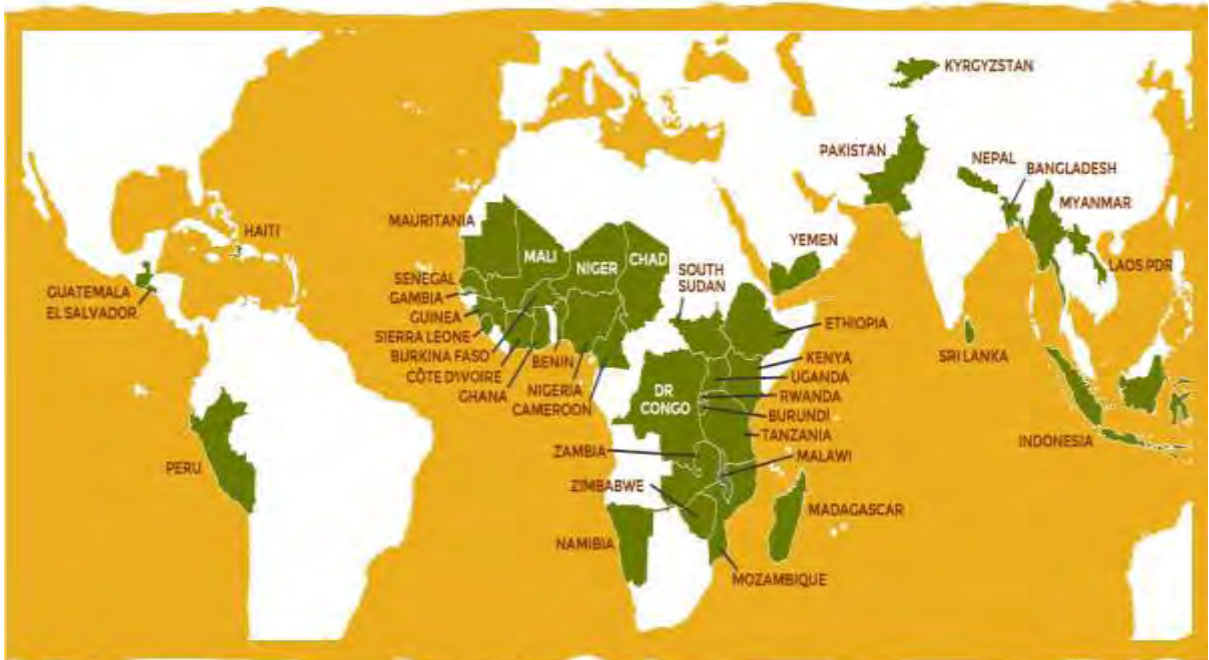 KYRGYZSTAN
PAKISTAN
NEPAL
BANGLADESH
MYANMAR
LAOS PDR
YEMEN
SRI LANKA
INDONESIA
HAITI
GUATEMALA
EL SALVADOR
PERU
MAURITANIA
MALI
NIGER
CHAD
SOUTH
SUDAN
SENEGAL
GAMBIA
GUINEA
SIERRA LEONE
BURKINA FASO
CÔTE D'IVOIRE
GHANA
BENIN
NIGERIA
CAMEROON
ETHIOPIA
KENYA
UGANDA
RWANDA
BURUNDI
TANZANIA
DR
CONGO
ZAMBIA
MALAWI
ZIMBABWE
MADAGASCAR
NAMIBIA
MOZAMBIQUE